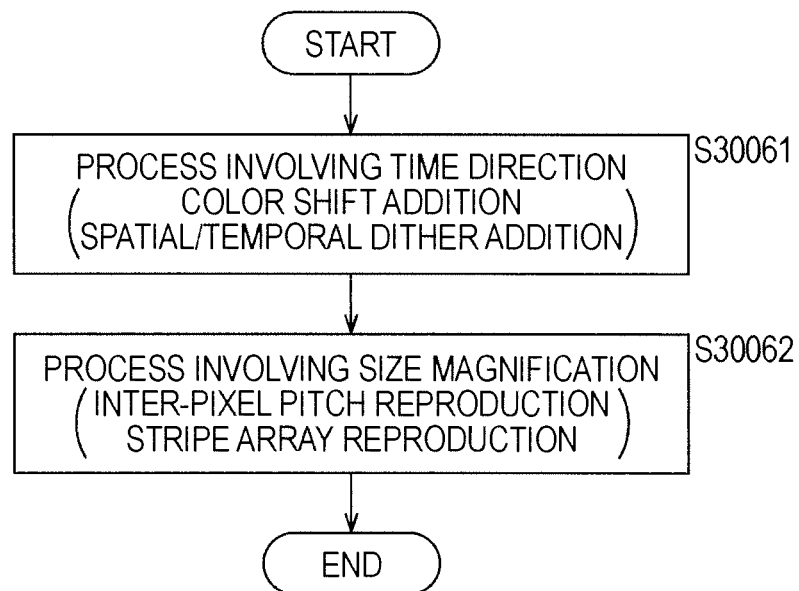 START
S30061
PROCESS INVOLVING TIME DIRECTION
(COLOR SHIFT ADDITION
SPATIAL/TEMPORAL DITHER ADDITION)
S30062
PROCESS INVOLVING SIZE MAGNIFICATION
(INTER-PIXEL PITCH REPRODUCTION
STRIPE ARRAY REPRODUCTION)
END